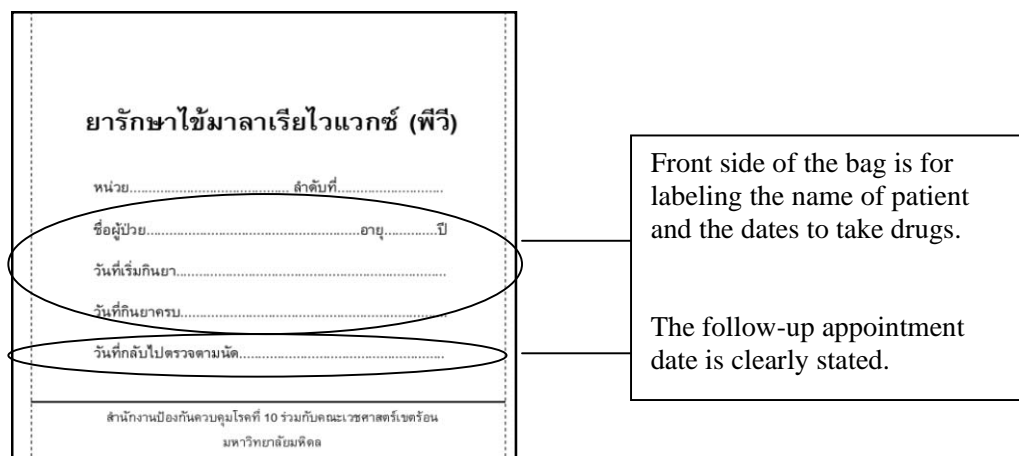 ยารักษาไข้มาลาเรียไวแวกซ์ (พีวี)
หน่วย........................................ ลำดับที่...........................
ชื่อผู้ป่วย......................................................อายุ.............ปี
วันที่เริ่มกินยา....................................................................
วันที่กินยาครบ...................................................................
วันที่กลับไปตรวจตามนัด....................................................
สำนักงานป้องกันควบคุมโรคที่ 10 ร่วมกับคณะเวชศาสตร์เขตร้อน
มหาวิทยาลัยมหิดล
Front side of the bag is for
labeling the name of patient
and the dates to take drugs.
The follow-up appointment
date is clearly stated.